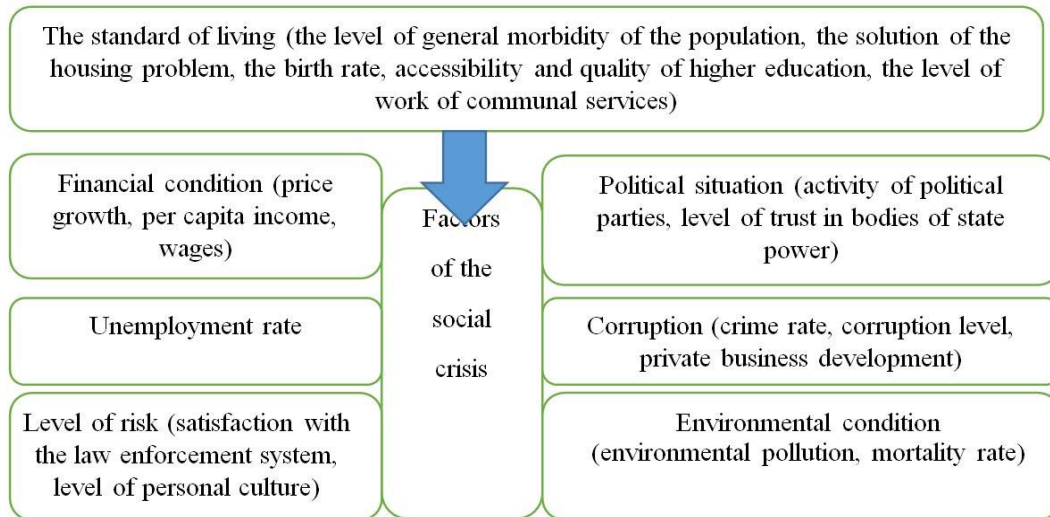 The standard of living (the level of general morbidity of the population, the solution of the
housing problem, the birth rate, accessibility and quality of higher education, the level of
work of communal services)
Financial condition (price
growth, per capita income,
wages)
Unemployment rate
Level of risk (satisfaction with
the law enforcement system,
level of personal culture)
Factors
of the
social
crisis
Political situation (activity of political
parties, level of trust in bodies of state
power)
Corruption (crime rate, corruption level,
private business development)
Environmental condition
(environmental pollution, mortality rate)